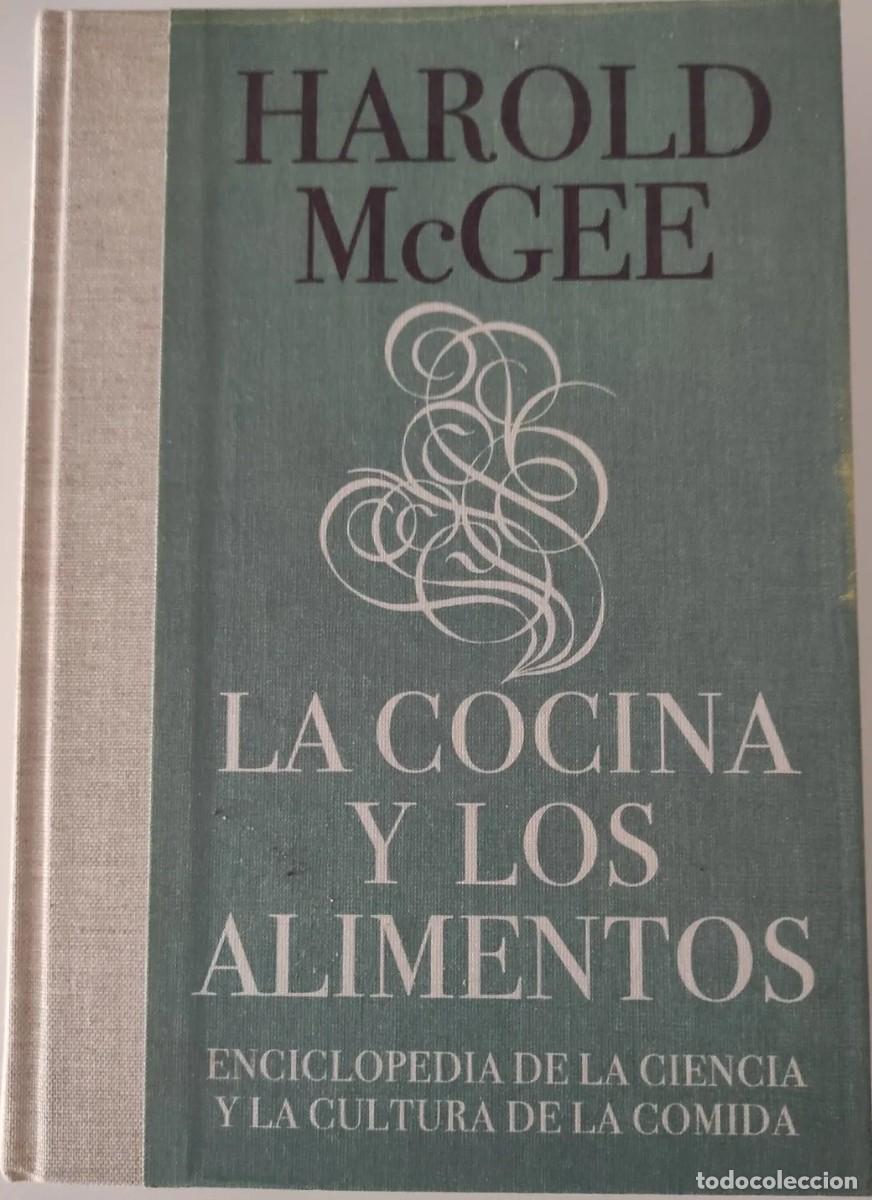 HAROLD
McGEE
LA COCINA
Y LOS
ALIMENTOS
ENCICLOPEDIA DE LA CIENCIA
Y LA CULTURA DE LA COMIDA
todocoleccion